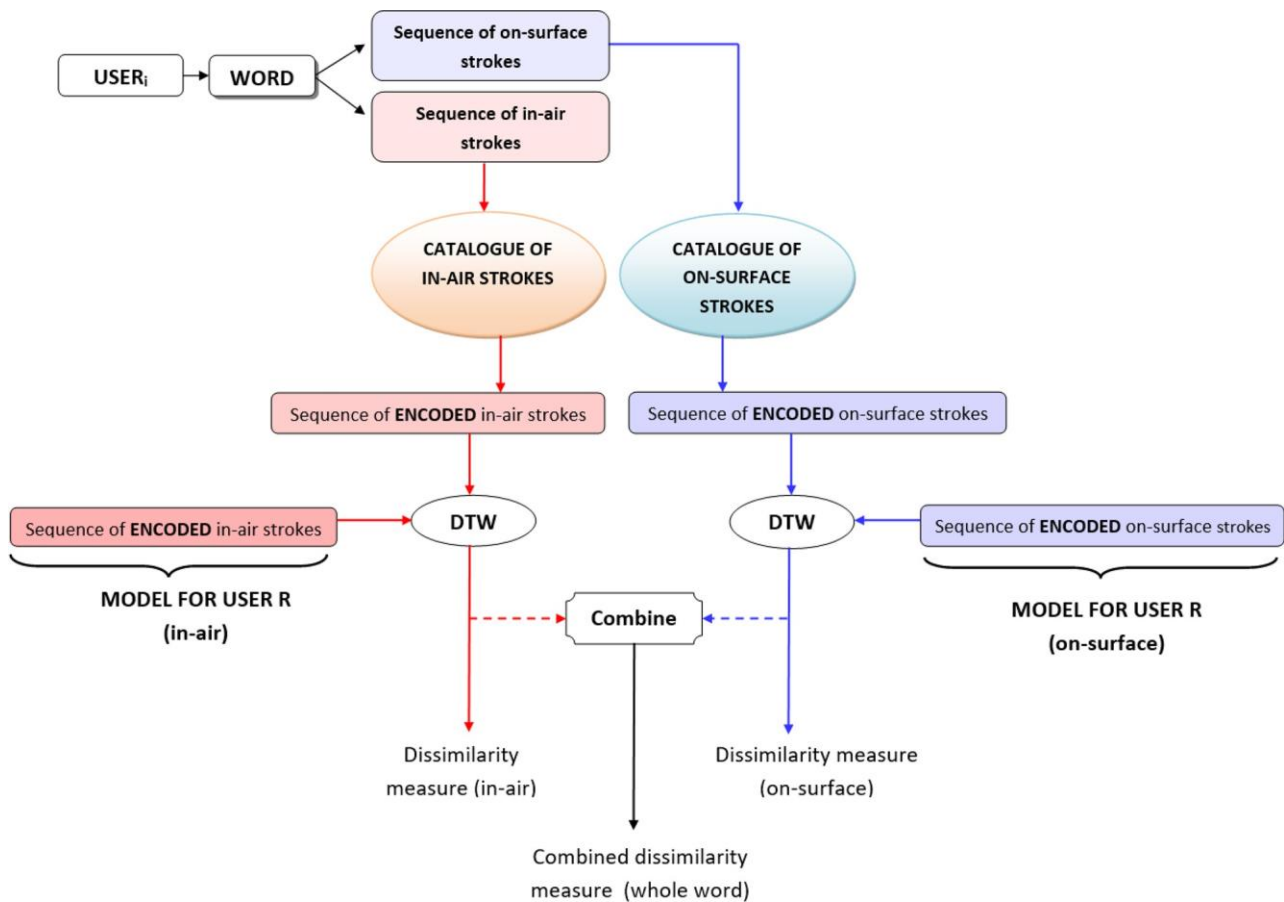 Sequence of on-surface
strokes
USERi
WORD
Sequence of in-air
strokes
CATALOGUE OF
IN-AIR STROKES
CATALOGUE OF
ON-SURFACE
STROKES
Sequence of ENCODED in-air strokes
Sequence of ENCODED on-surface strokes
Sequence of ENCODED in-air strokes
DTW
DTW
Sequence of ENCODED on-surface strokes
MODEL FOR USER R
(in-air)
Combine
MODEL FOR USER R
(on-surface)
Dissimilarity
measure (in-air)
Dissimilarity measure
(on-surface)
Combined dissimilarity
measure (whole word)